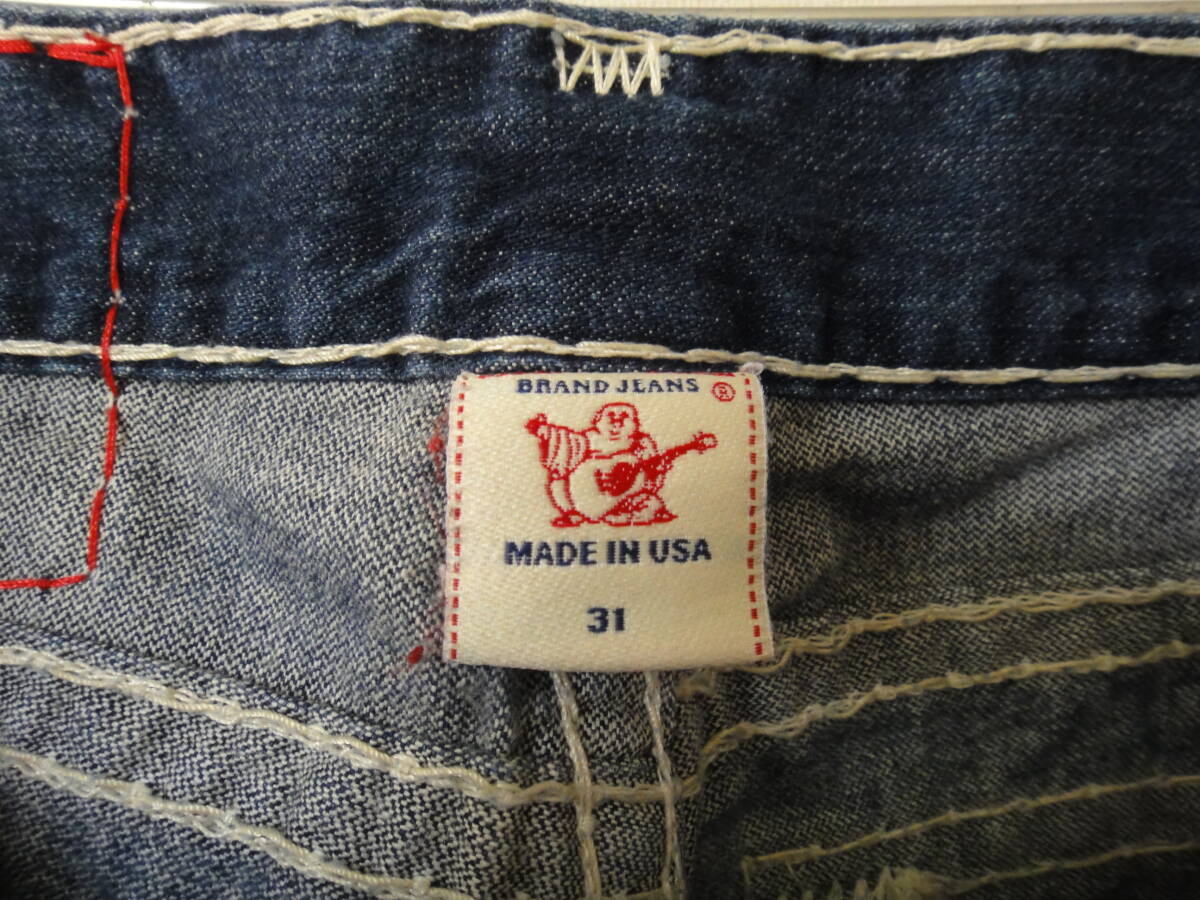 BRAND JEANS ®
MADE IN USA
31